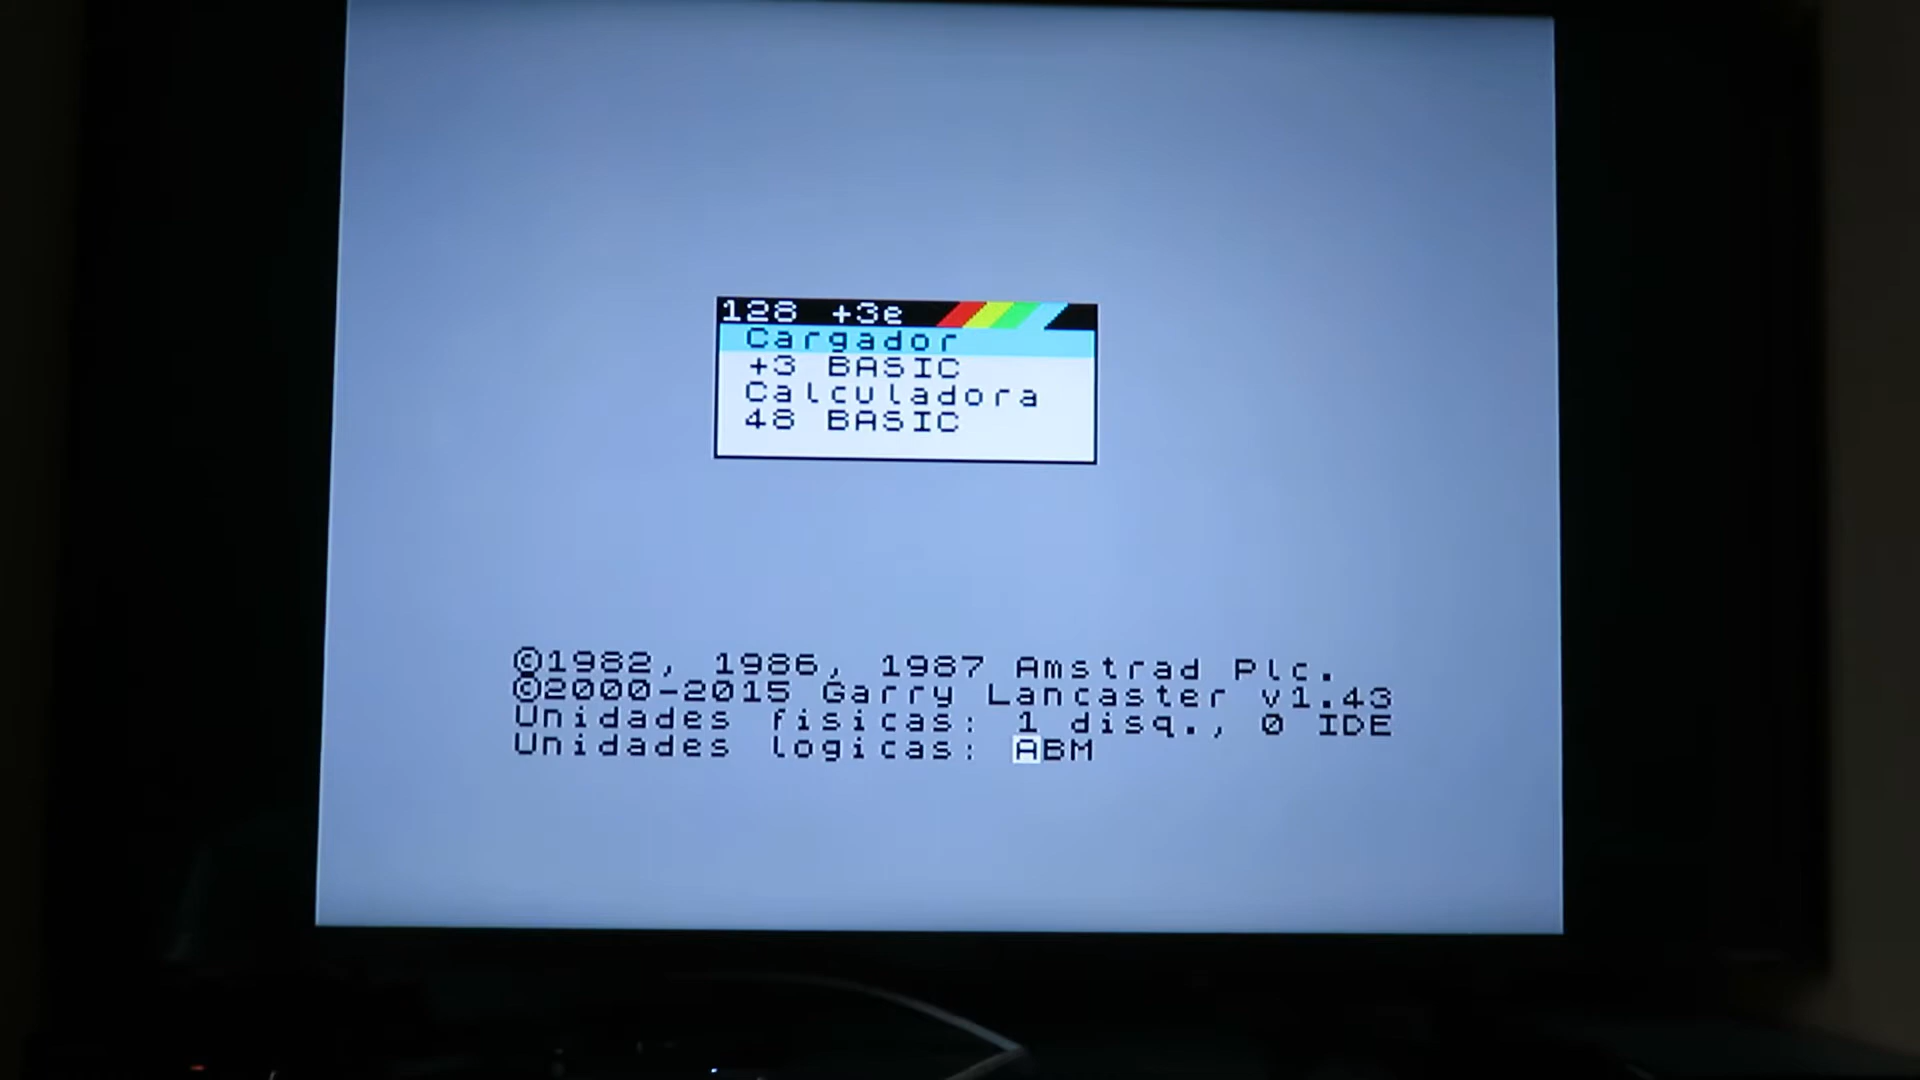 128 +3e
Cargador
+3 BASIC
Calculadora
48 BASIC
©1982, 1986, 1987 Amstrad Plc.
©2000-2015 Garry Lancaster v1.43
Unidades fisicas: 1 disq., 0 IDE
Unidades logicas: ABM